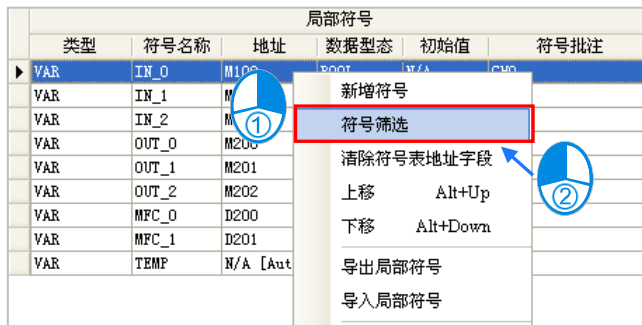 局部符号
类型 符号名称 地址 数据型态 初始值 符号批注
VAR IN_0 M100 BOOL N/A CHO
VAR IN_1 M
VAR IN_2 M
VAR OUT_0 M200
VAR OUT_1 M201
VAR OUT_2 M202
VAR MFC_0 D200
VAR MFC_1 D201
VAR TEMP N/A [Aut
新增符号
符号筛选
清除符号表地址字段
上移 Alt+Up
下移 Alt+Down
导出局部符号
导入局部符号
①
②